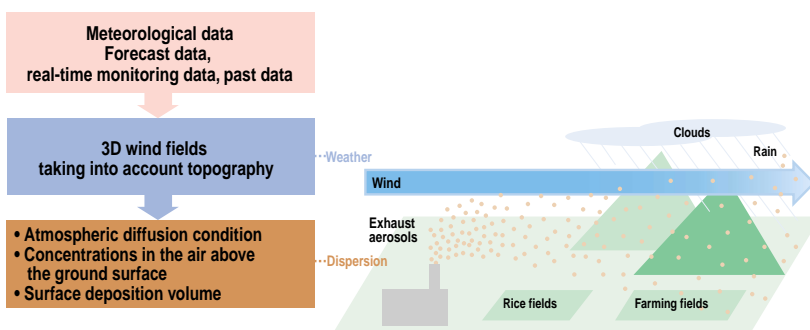 Meteorological data
Forecast data,
real-time monitoring data, past data
3D wind fields
taking into account topography
Weather
• Atmospheric diffusion condition
• Concentrations in the air above
the ground surface
• Surface deposition volume
Dispersion
Clouds
Rain
Wind
Exhaust
aerosols
Rice fields
Farming fields